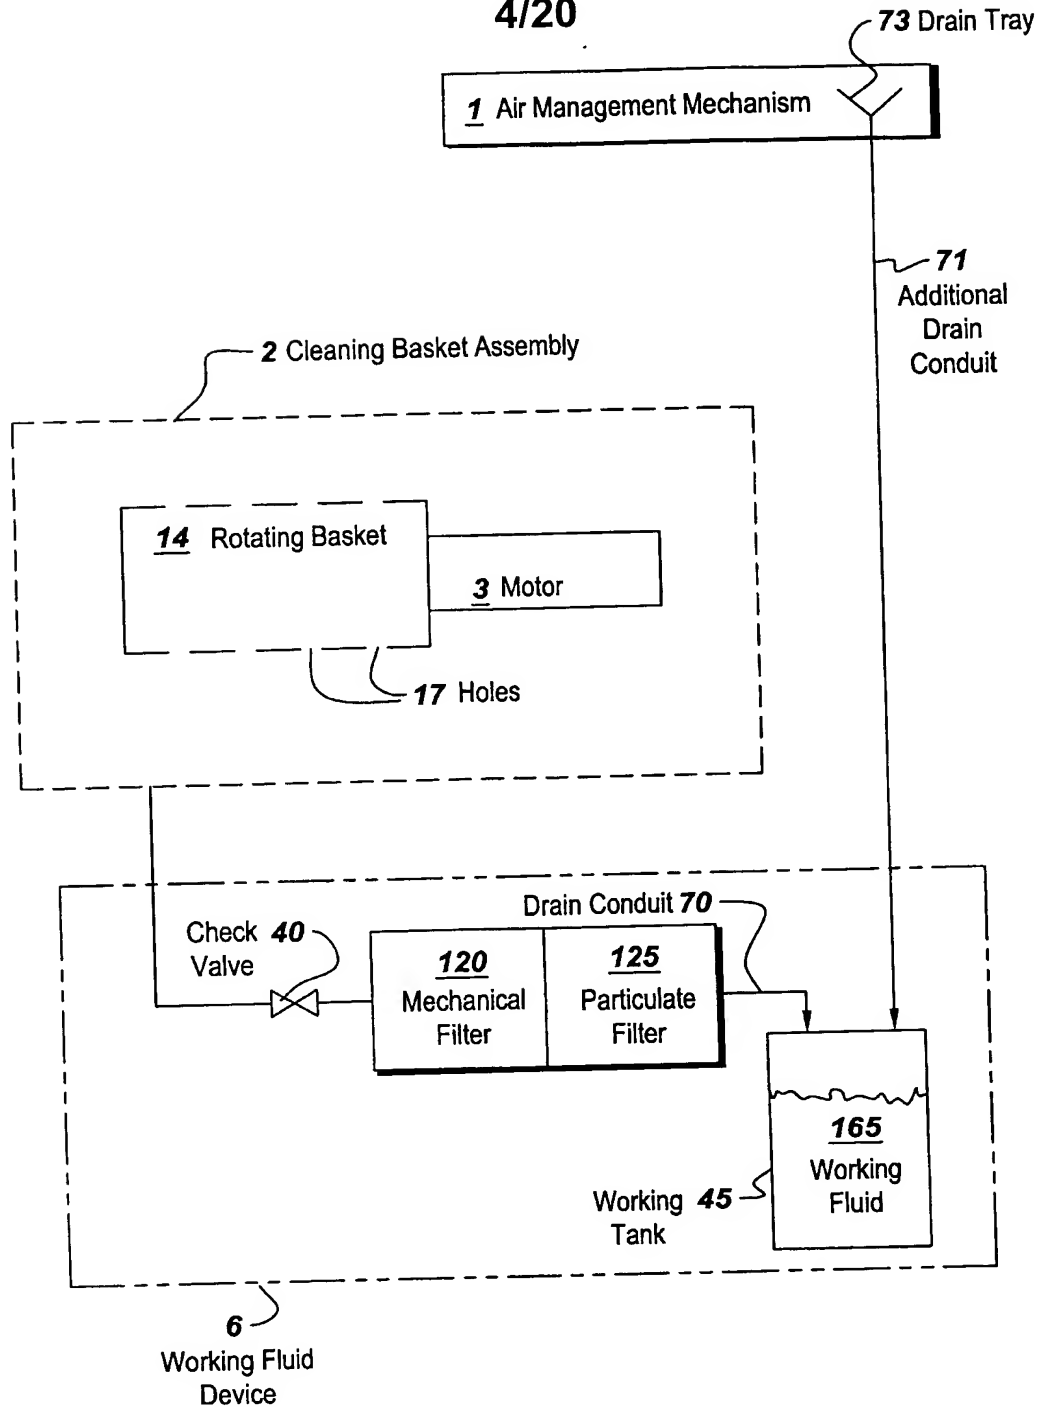 4/20
73 Drain Tray
1 Air Management Mechanism
71
Additional
Drain
Conduit
2 Cleaning Basket Assembly
14 Rotating Basket
3 Motor
17 Holes
Drain Conduit 70
Check 40
Valve
120
Mechanical
Filter
125
Particulate
Filter
165
Working
Fluid
Working 45
Tank
6
Working Fluid
Device